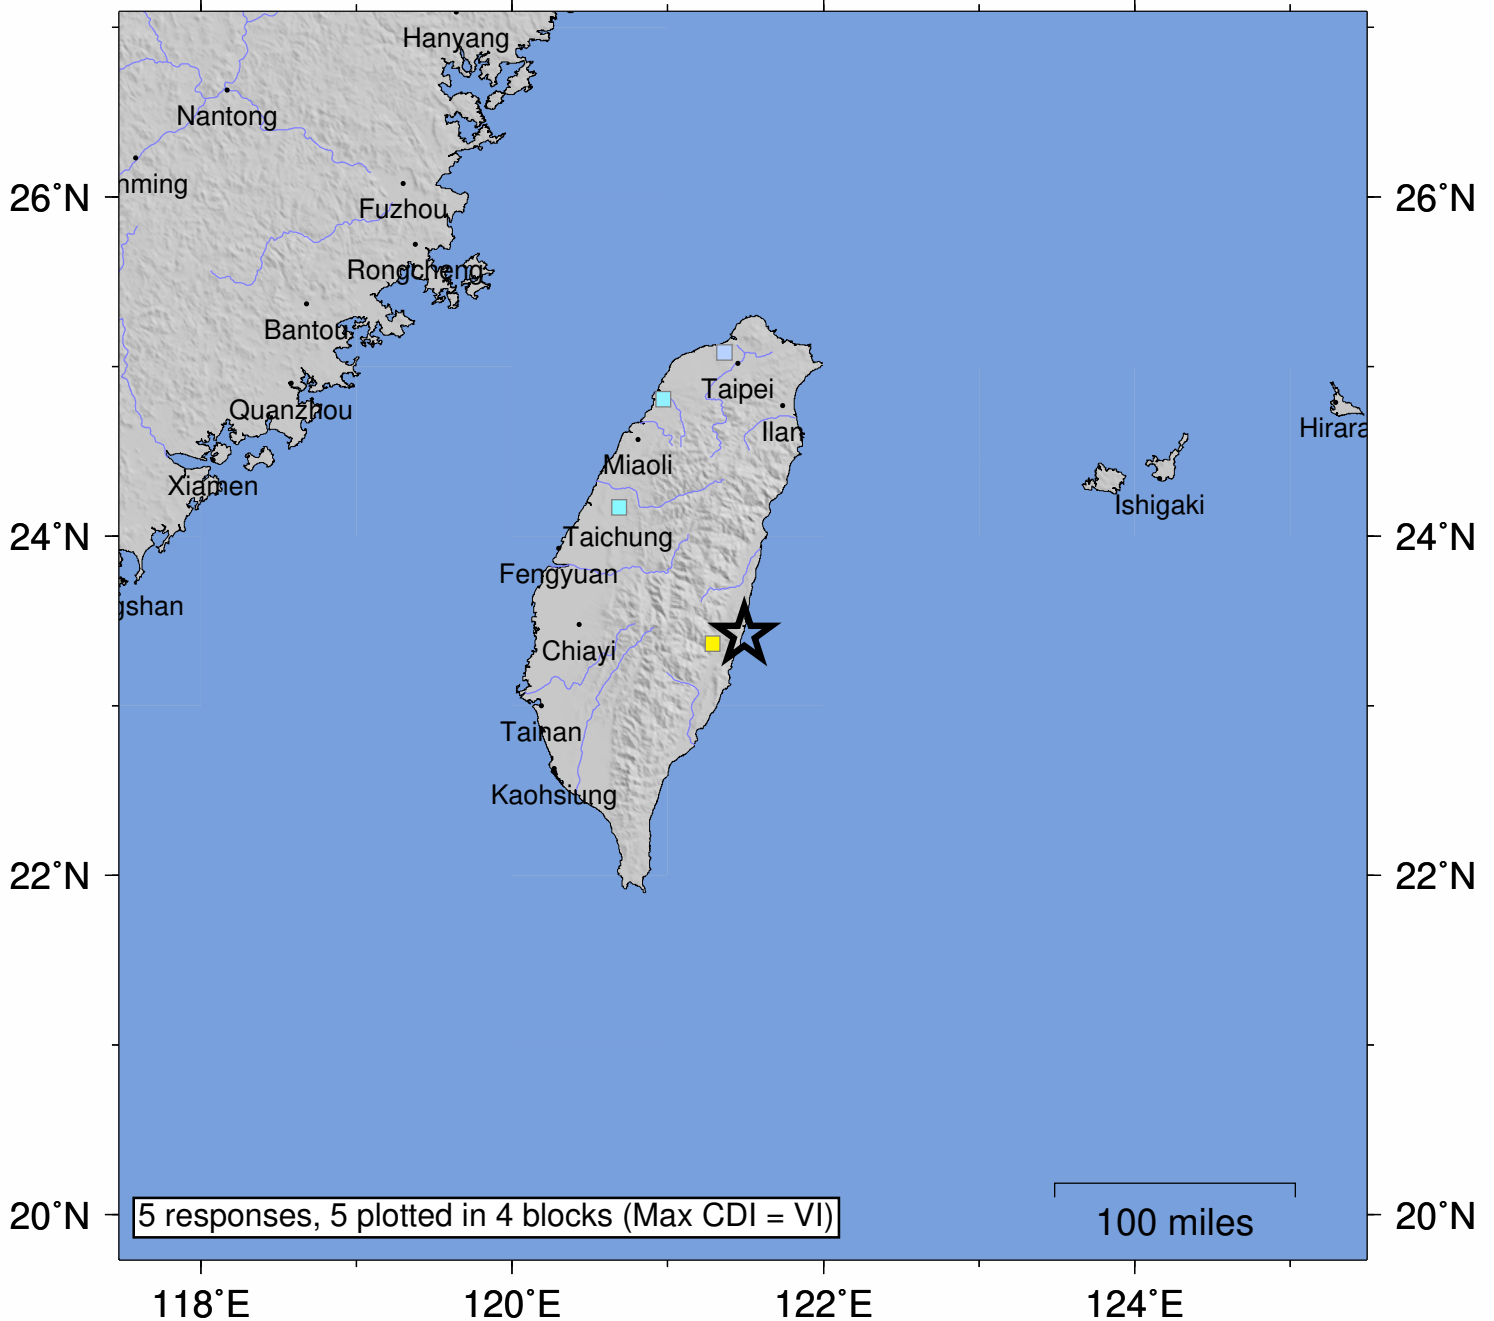 Hanyang
Nantong
nming
26°N
26°N
Fuzhou
Rongcheng
Bantou
Taipei
Quanzhou
Ilan
Hirara
Miaoli
Xiamen
Ishigaki
24°N
24°N
Taichung
Fengyuan
gshan
Chiayi
Tainan
Kaohsiung
22°N
22°N
5 responses, 5 plotted in 4 blocks (Max CDI = VI)
20°N
20°N
100 miles
118°E
120°E
122°E
124°E